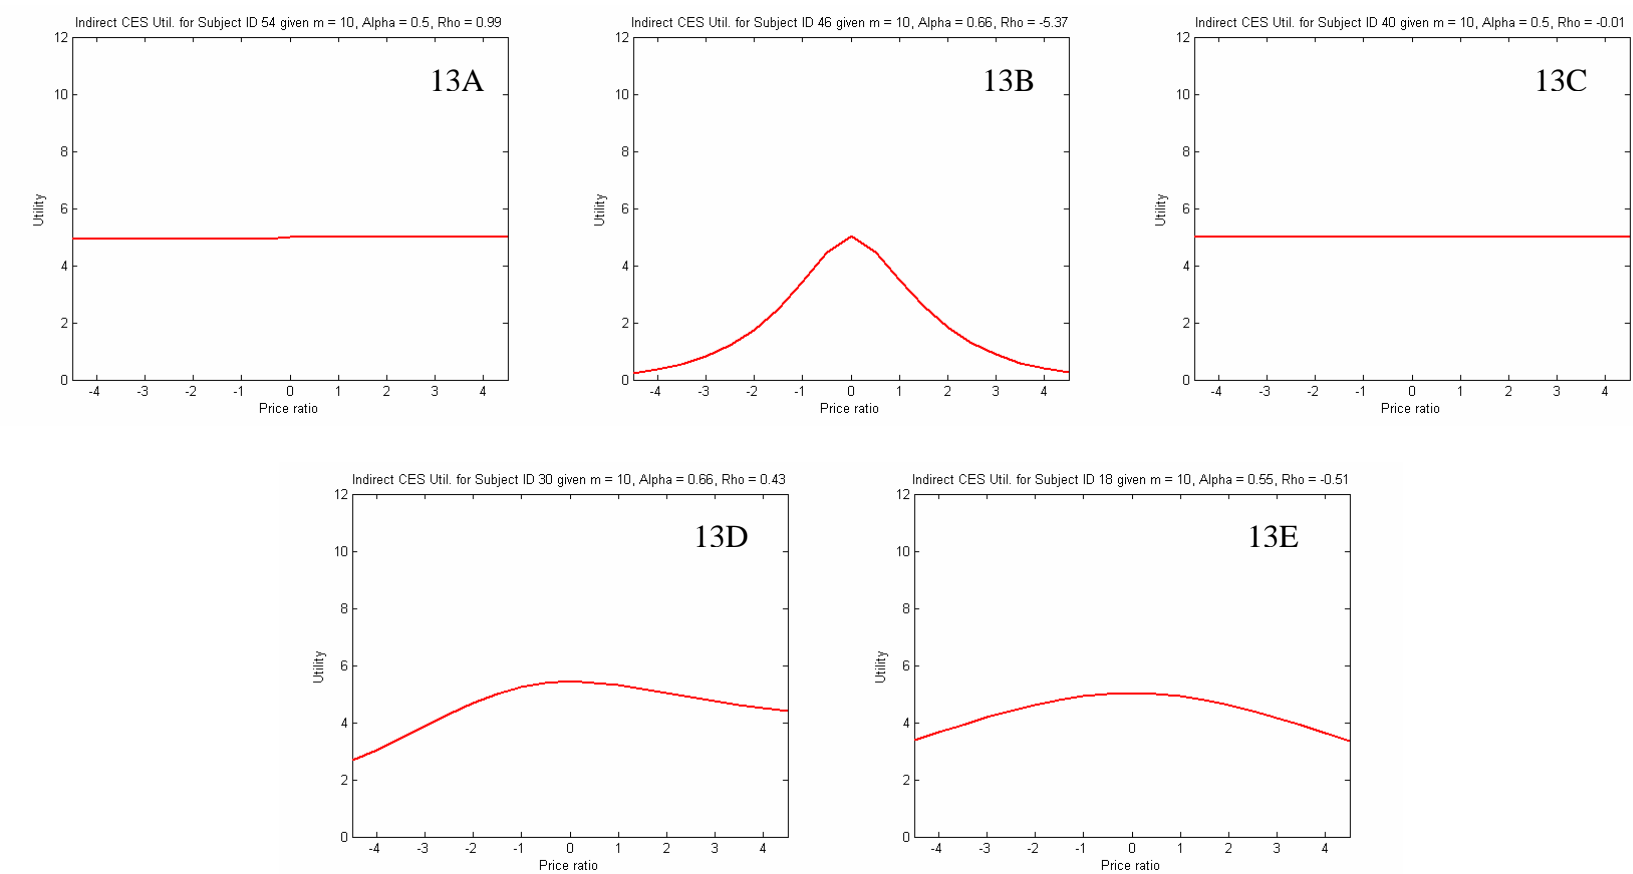 Indirect CES Util. for Subject ID 54 given m = 10, Alpha = 0.5, Rho = 0.99
13A
Utility
12
10
8
6
4
2
0
-4 -3 -2 -1 0 1 2 3 4
Price ratio
Indirect CES Util. for Subject ID 46 given m = 10, Alpha = 0.66, Rho = -5.37
13B
Utility
12
10
8
6
4
2
0
-4 -3 -2 -1 0 1 2 3 4
Price ratio
Indirect CES Util. for Subject ID 40 given m = 10, Alpha = 0.5, Rho = -0.01
13C
Utility
12
10
8
6
4
2
0
-4 -3 -2 -1 0 1 2 3 4
Price ratio
Indirect CES Util. for Subject ID 30 given m = 10, Alpha = 0.66, Rho = 0.43
13D
Utility
12
10
8
6
4
2
0
-4 -3 -2 -1 0 1 2 3 4
Price ratio
Indirect CES Util. for Subject ID 18 given m = 10, Alpha = 0.55, Rho = -0.51
13E
Utility
12
10
8
6
4
2
0
-4 -3 -2 -1 0 1 2 3 4
Price ratio